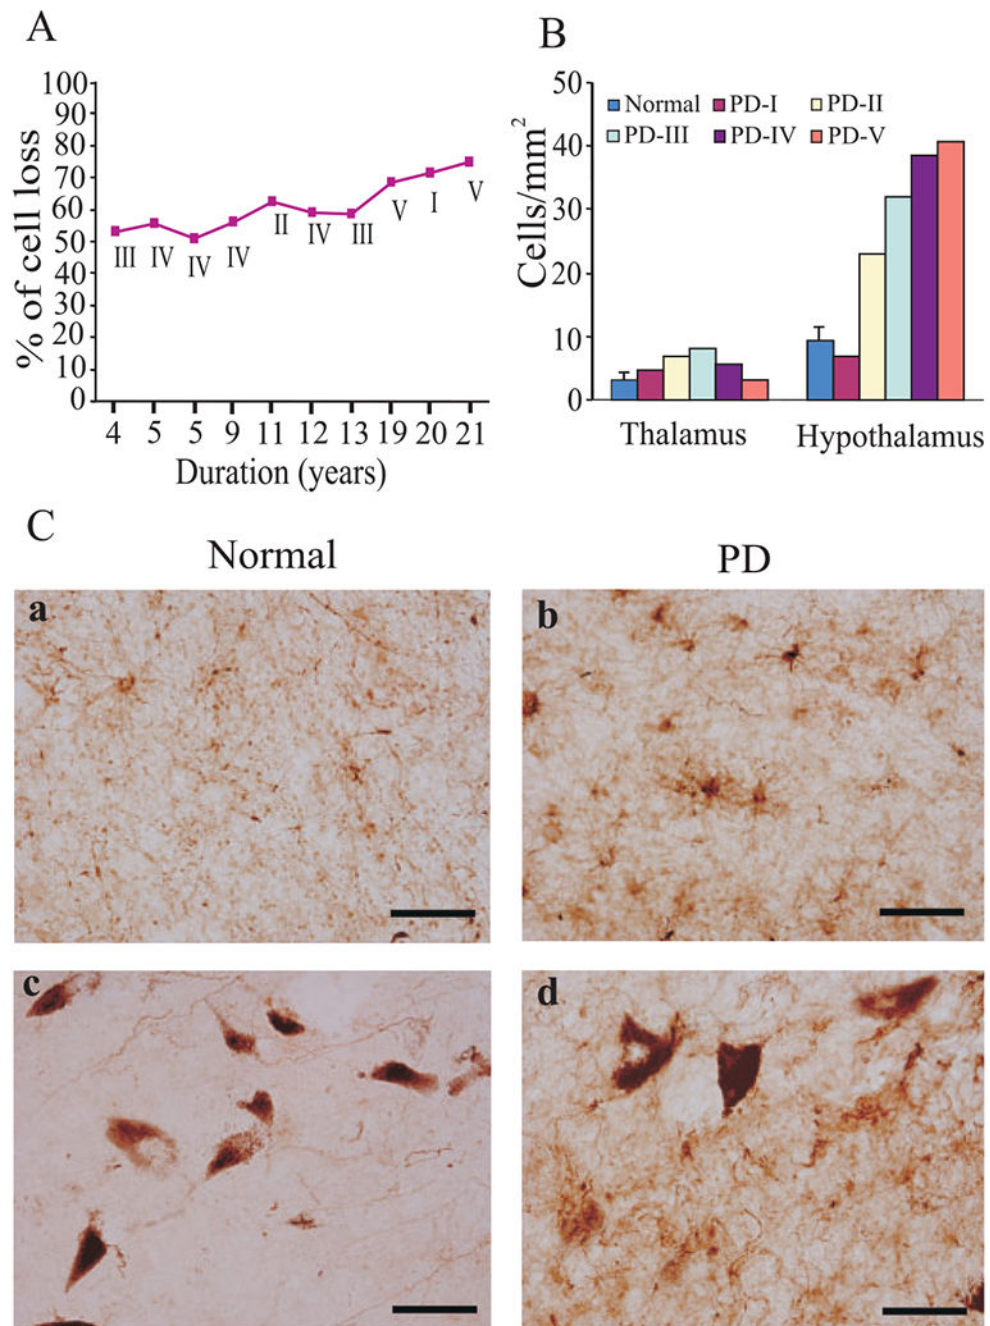 A
% of cell loss
100
90
80
70
60
50
40
30
20
10
0
III IV IV IV II IV III V I V
4 5 5 9 11 12 13 19 20 21
Duration (years)
B
Cells/mm²
50
40
30
20
10
0
Normal PD-I PD-II
PD-III PD-IV PD-V
Thalamus Hypothalamus
C
Normal PD
a b
c d